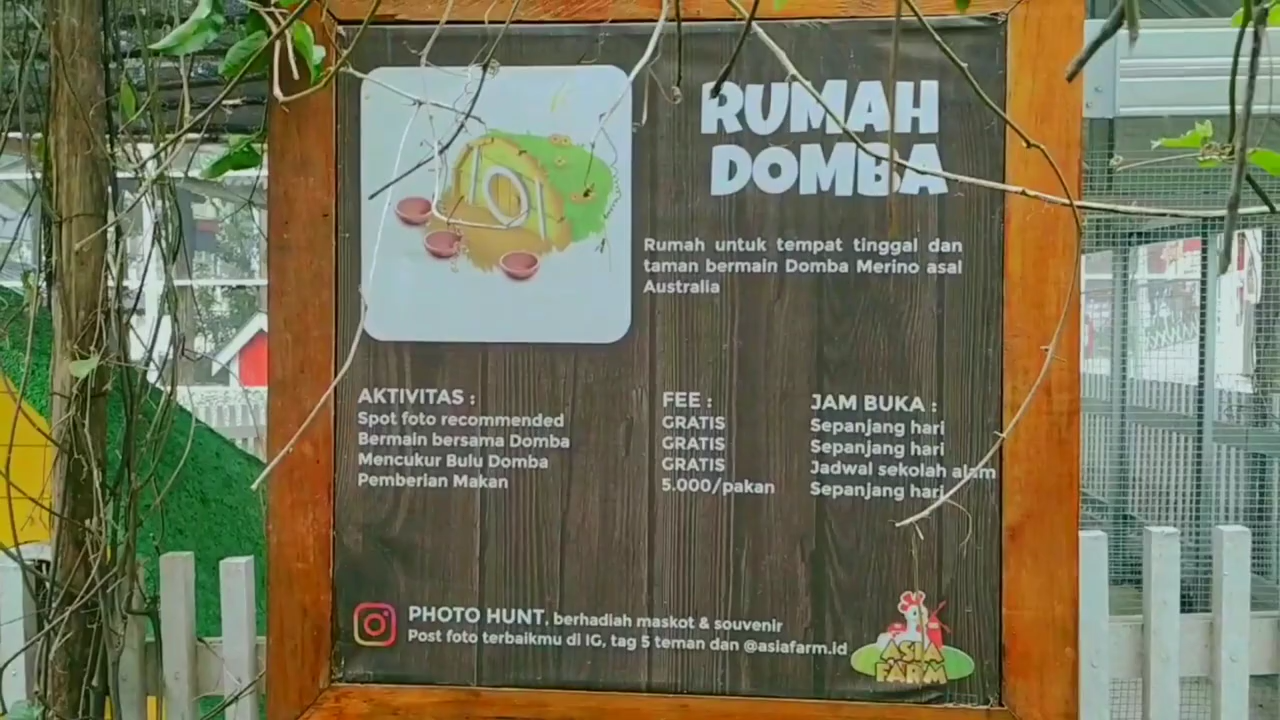 RUMAH
DOMBA
Rumah untuk tempat tinggal dan
taman bermain Domba Merino asal
Australia
AKTIVITAS : FEE : JAM BUKA :
Spot foto recommended GRATIS Sepanjang hari
Bermain bersama Domba GRATIS Sepanjang hari
Mencukur Bulu Domba GRATIS Jadwal sekolah alam
Pemberian Makan 5.000/pakan Sepanjang hari
PHOTO HUNT, berhadiah maskot & souvenir
Post foto terbaikmu di IG, tag 5 teman dan @asiafarm.id
ASIA
FARM